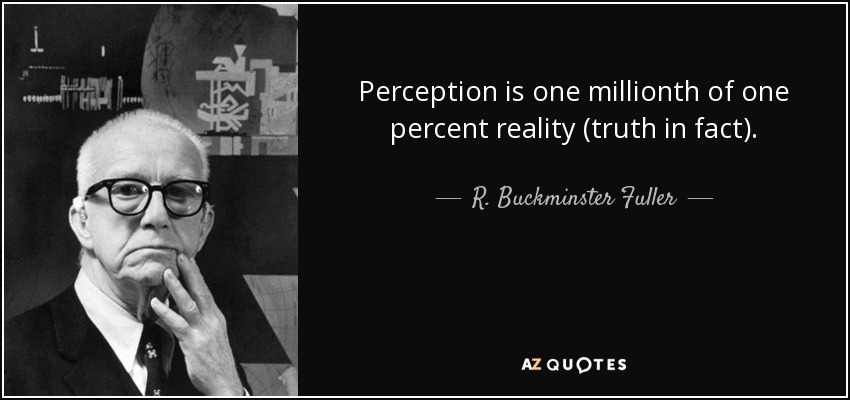 Perception is one millionth of one
percent reality (truth in fact).
— R. Buckminster Fuller —
AZ QUOTES